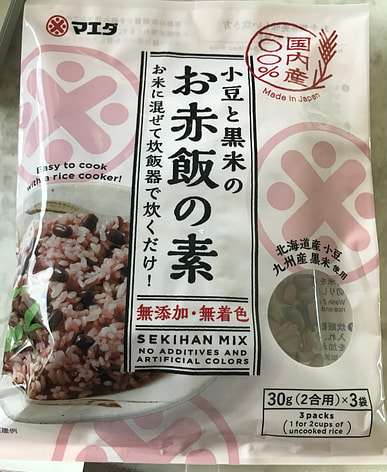 マエダ
国内産
100%
Made in Japan
小豆と黒米の
お赤飯の素
お米に混ぜて炊飯器で炊くだけ!
Easy to cook
with a rice cooker!
北海道産 小豆
九州産 黒米 使用
無添加・無着色
SEKIHAN MIX
NO ADDITIVES AND
ARTIFICIAL COLORS
30g(2合用)×3袋
3 packs
(1 for 2cups of
uncooked rice)